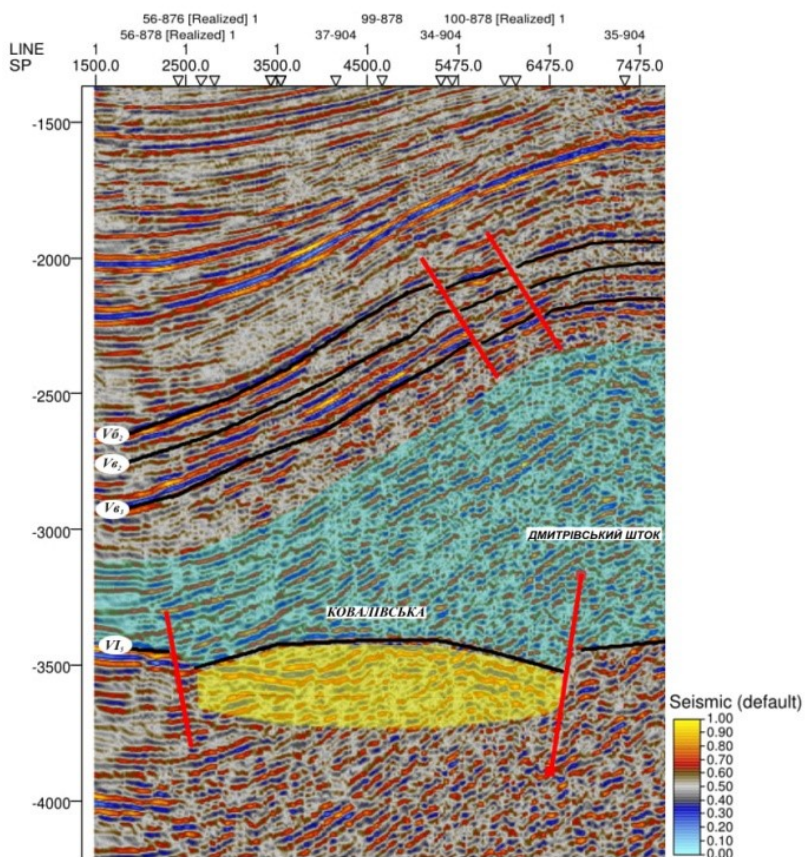 56-876 [Realized] 1 99-878 100-878 [Realized] 1
56-878 [Realized] 1 37-904 34-904 35-904
LINE 1 1 1 1 1 1 1
SP 1500.0 2500.0 3500.0 4500.0 5475.0 6475.0 7475.0
-1500
-2000
-2500
Vб₂
Vв₂
Vв₃
-3000
ДМИТРІВСЬКИЙ ШТОК
КОВАЛІВСЬКА
VI₅
-3500
-4000
Seismic (default)
1.00
0.90
0.80
0.70
0.60
0.50
0.40
0.30
0.20
0.10
0.00